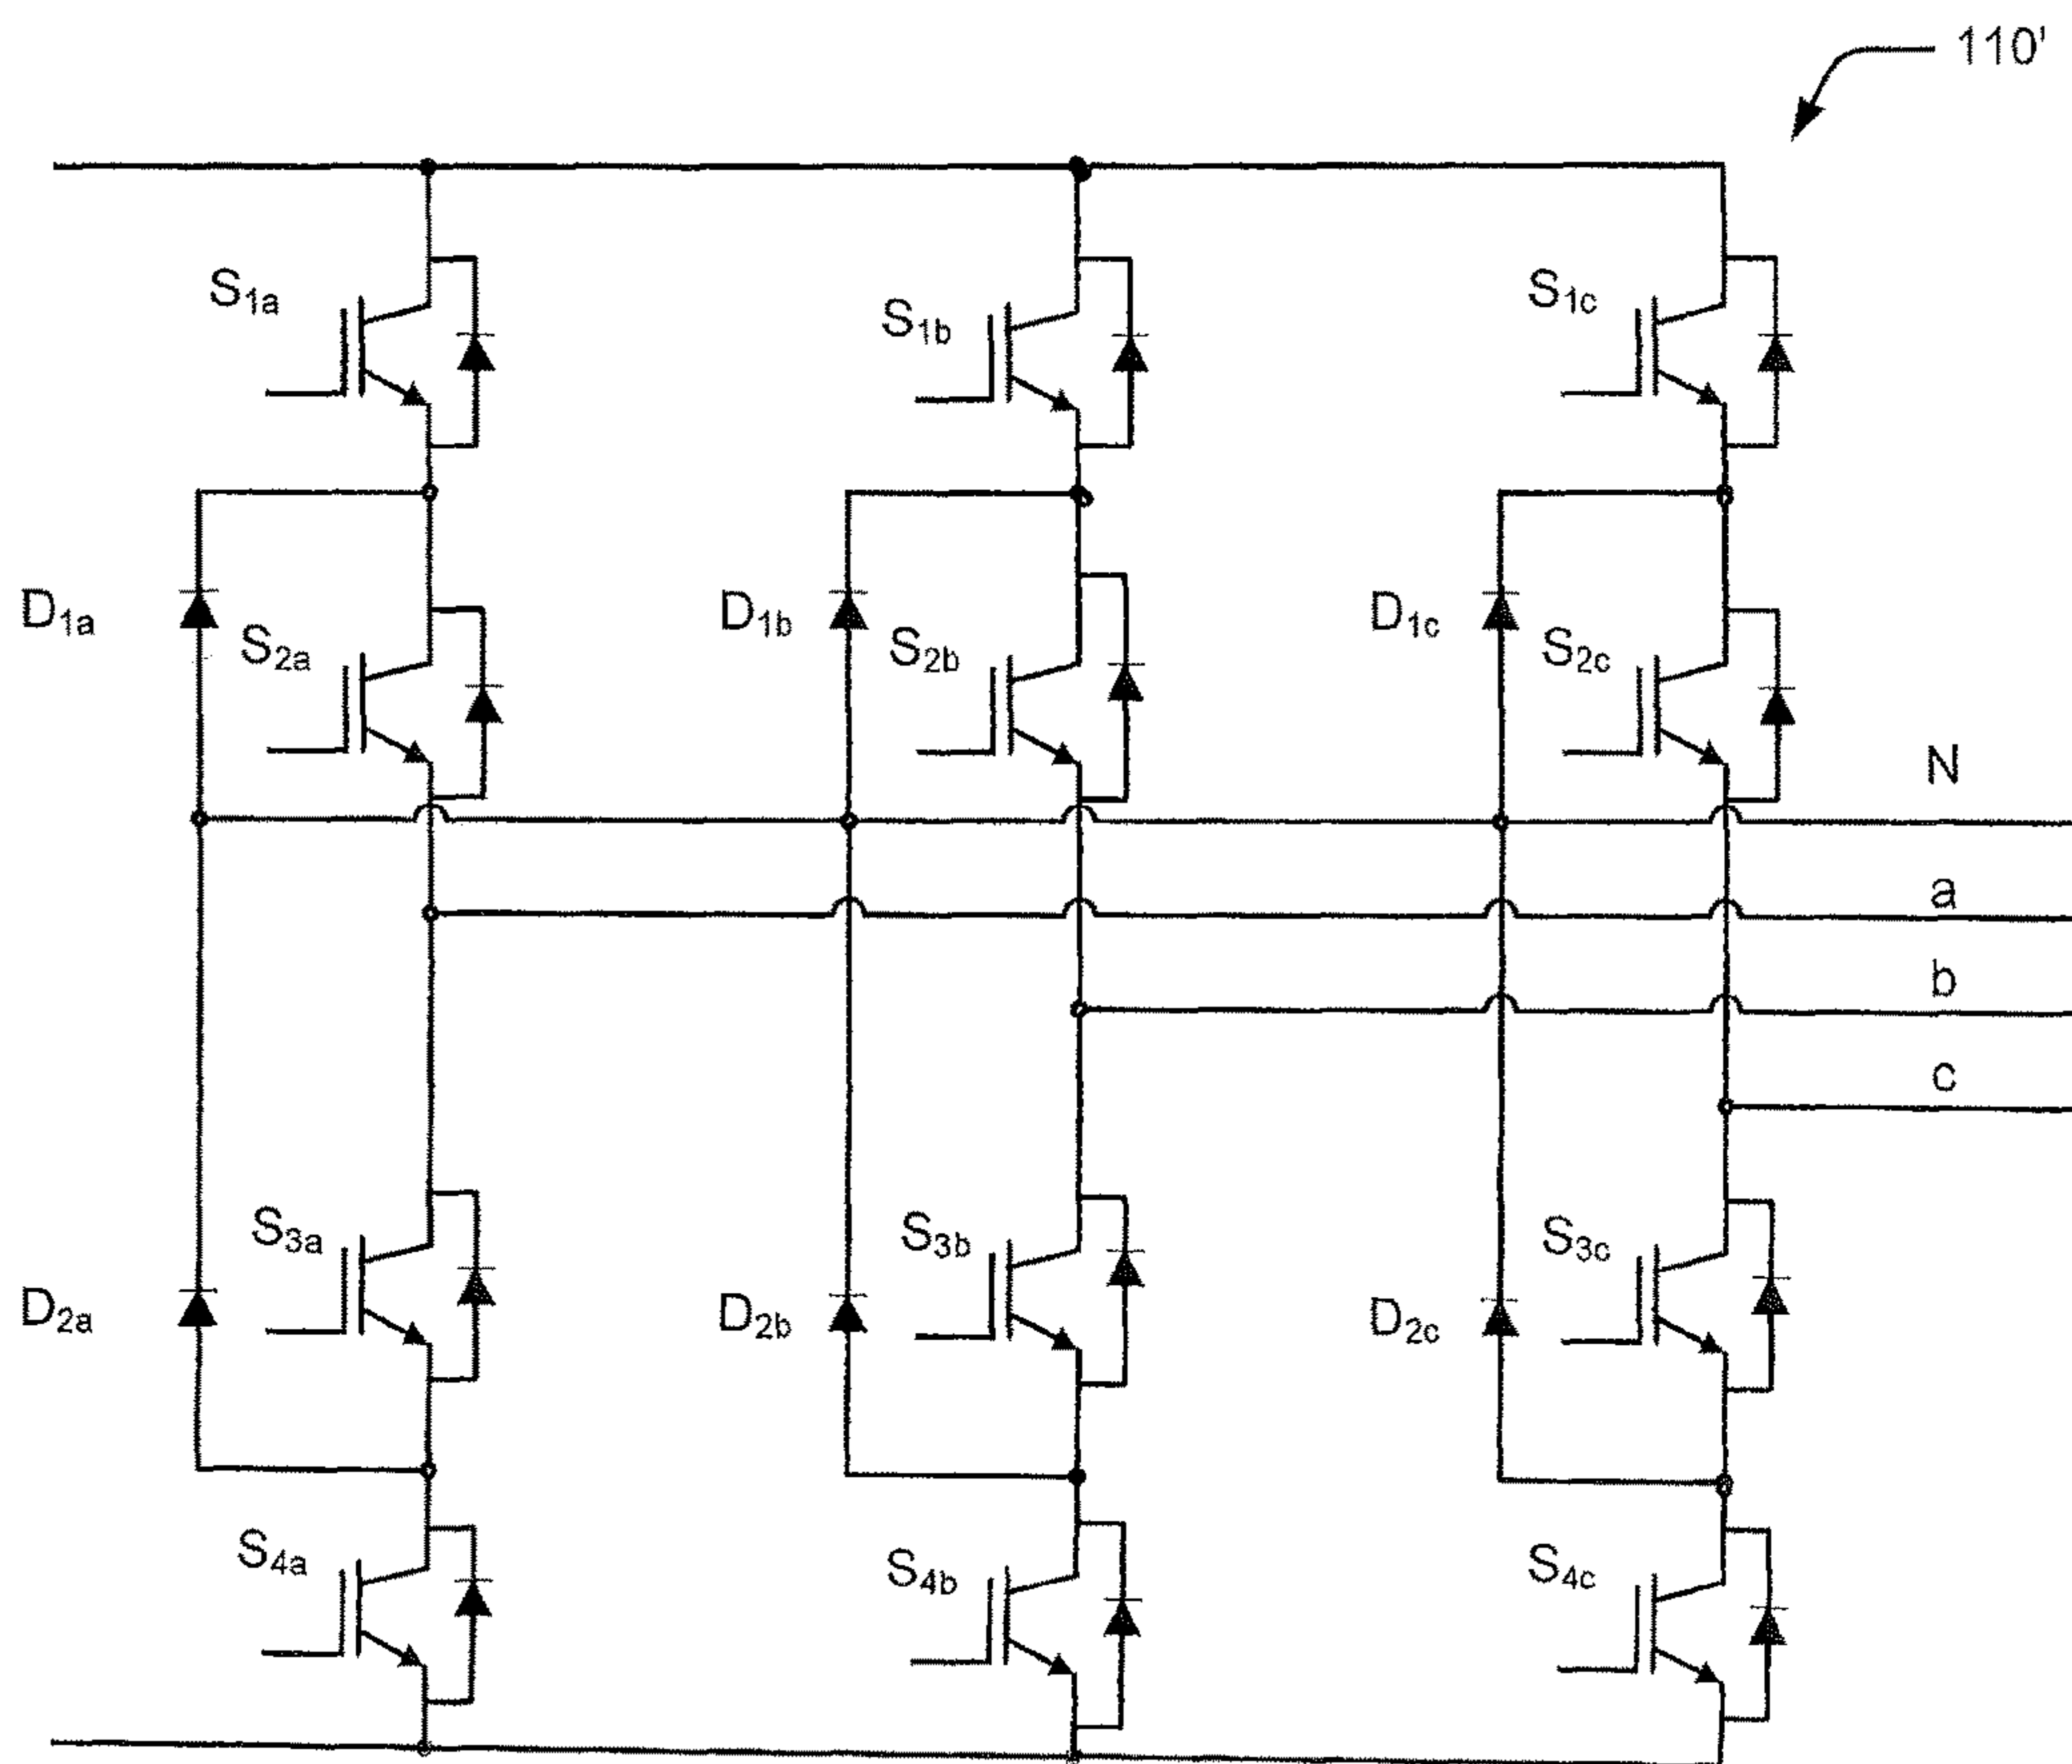 110'
S1a
S1b
S1c
D1a
S2a
D1b
S2b
D1c
S2c
N
a
b
c
S3a
S3b
S3c
D2a
D2b
D2c
S4a
S4b
S4c